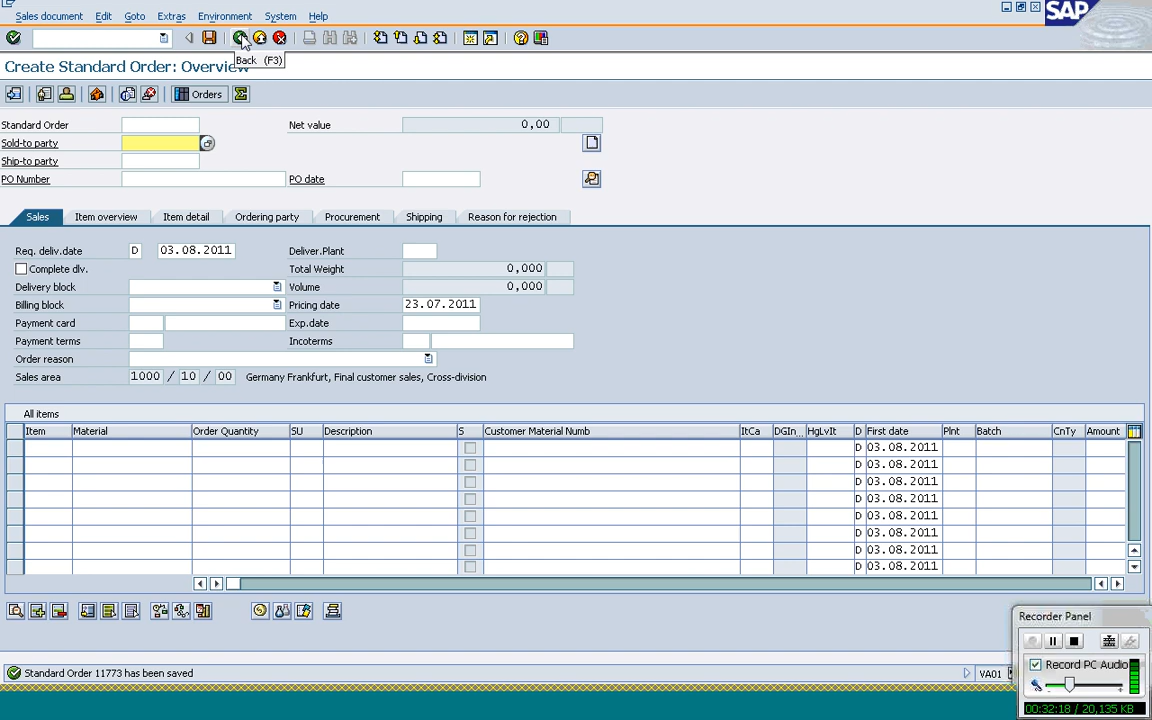 Sales document Edit Goto Extras Environment System Help
SAP
Back (F3)
Create Standard Order: Overview
Orders
Standard Order Net value 0,00
Sold-to party
Ship-to party
PO Number PO date
Sales Item overview Item detail Ordering party Procurement Shipping Reason for rejection
Req. deliv.date D 03.08.2011 Deliver.Plant
Complete dlv. Total Weight 0,000
Delivery block Volume 0,000
Billing block Pricing date 23.07.2011
Payment card Exp.date
Payment terms Incoterms
Order reason
Sales area 1000 / 10 / 00 Germany Frankfurt, Final customer sales, Cross-division
All items
Item Material Order Quantity SU Description S Customer Material Numb ItCa DGIn... HgLvIt D First date Plnt Batch CnTy Amount
D 03.08.2011
D 03.08.2011
D 03.08.2011
D 03.08.2011
D 03.08.2011
D 03.08.2011
D 03.08.2011
D 03.08.2011
Recorder Panel
Record PC Audio
00:32:18 / 20,135 KB
Standard Order 11773 has been saved VA01